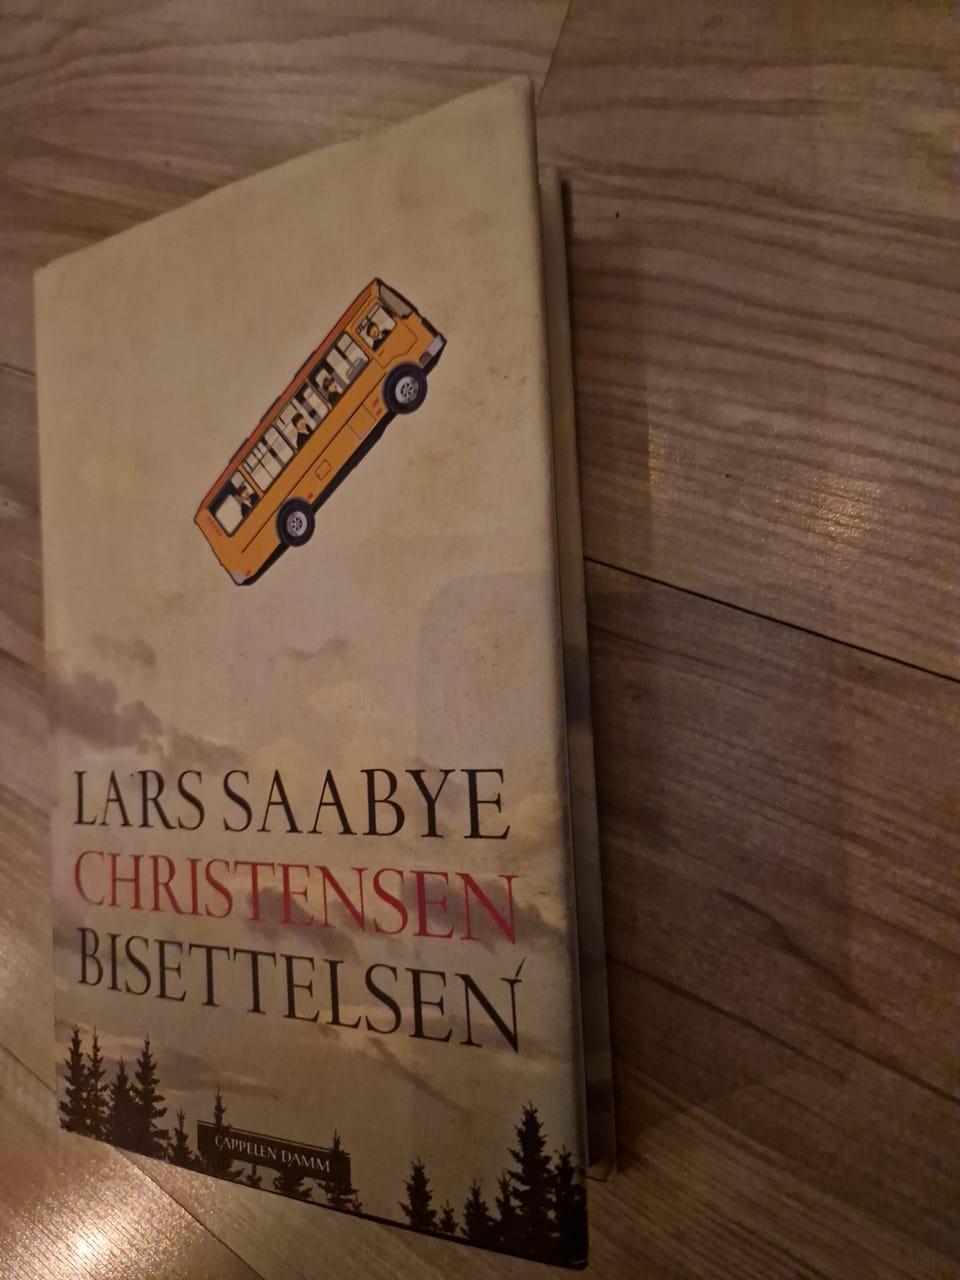 LARS SAABYE
CHRISTENSEN
BISETTELSEN
CAPPELEN DAMM